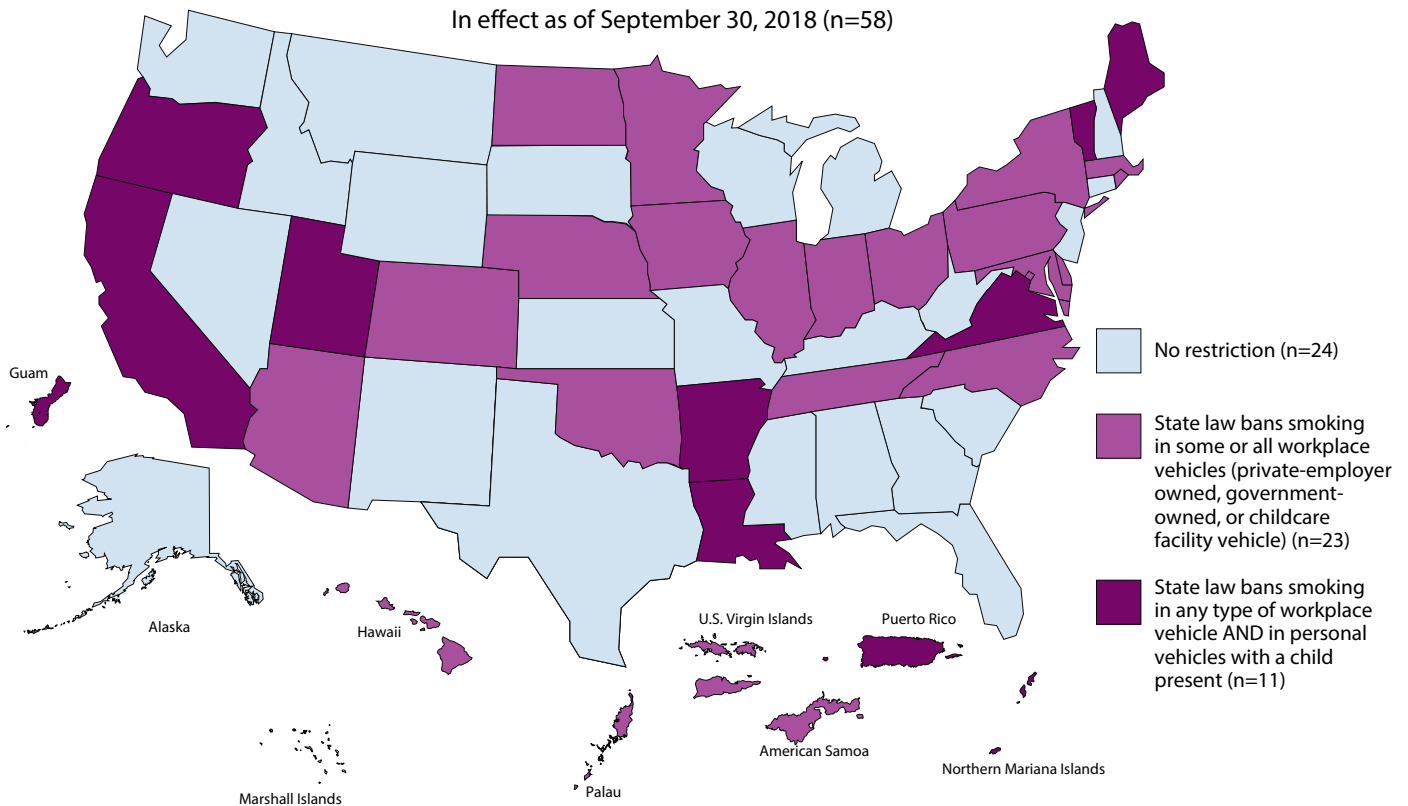 In effect as of September 30, 2018 (n=58)
Guam
Alaska
Hawaii
Marshall Islands
Palau
U.S. Virgin Islands
Puerto Rico
American Samoa
Northern Mariana Islands
No restriction (n=24)
State law bans smoking
in some or all workplace
vehicles (private-employer
owned, government-
owned, or childcare
facility vehicle) (n=23)
State law bans smoking
in any type of workplace
vehicle AND in personal
vehicles with a child
present (n=11)